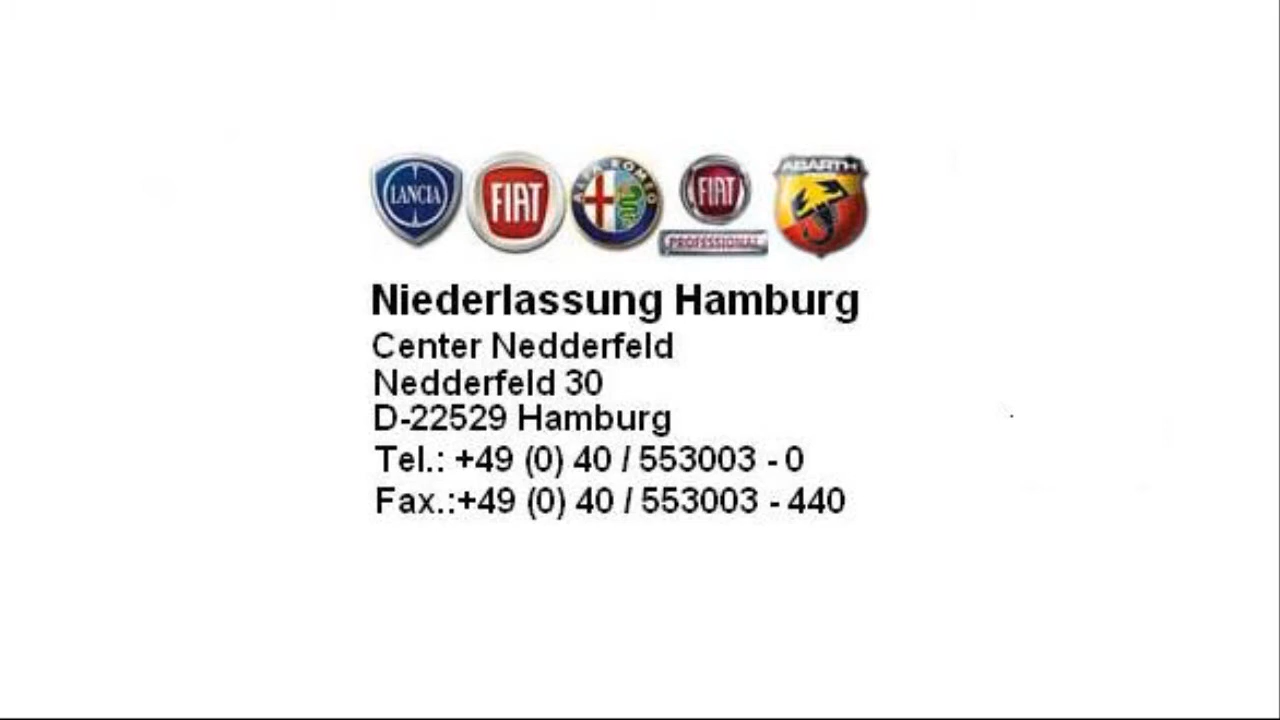 LANCIA FIAT ALFA ROMEO FIAT ABARTH
PROFESSIONAL
Niederlassung Hamburg
Center Nedderfeld
Nedderfeld 30
D-22529 Hamburg
Tel.: +49 (0) 40 / 553003 - 0
Fax.:+49 (0) 40 / 553003 - 440